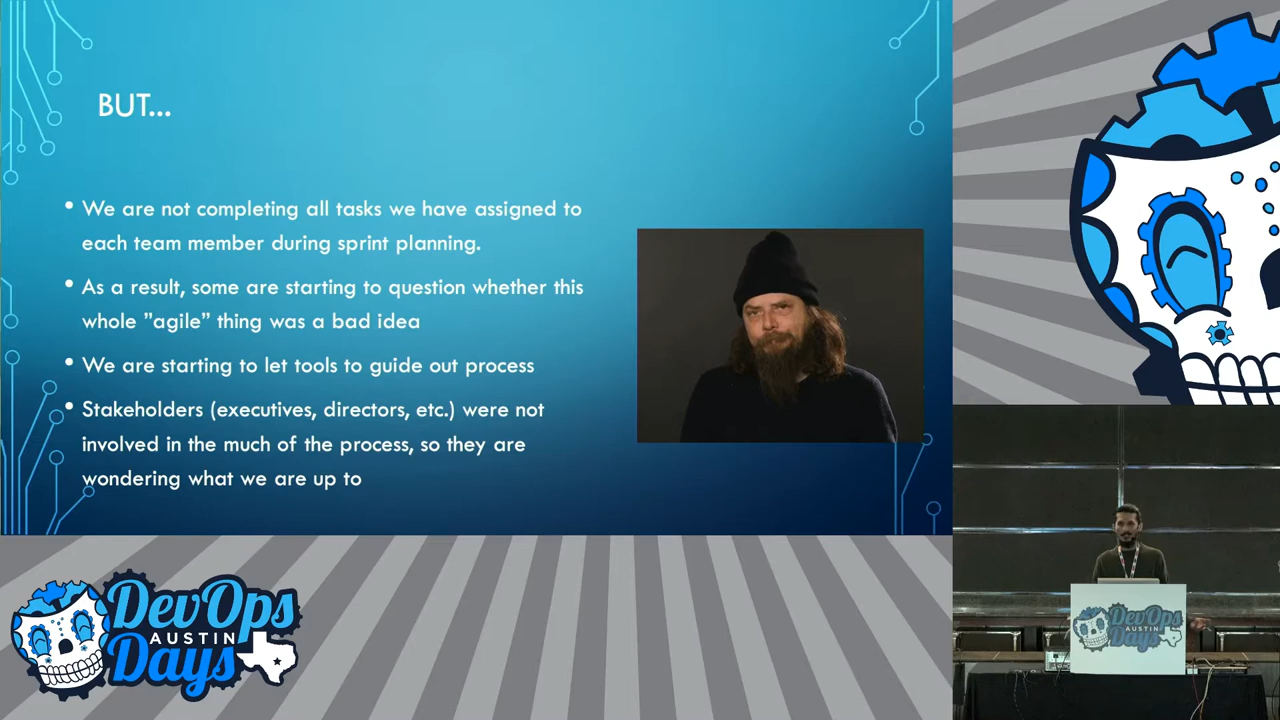 BUT...
• We are not completing all tasks we have assigned to
each team member during sprint planning.
• As a result, some are starting to question whether this
whole ”agile” thing was a bad idea
• We are starting to let tools to guide out process
• Stakeholders (executives, directors, etc.) were not
involved in the much of the process, so they are
wondering what we are up to
DevOps
AUSTIN
Days
DevOps
AUSTIN
Days